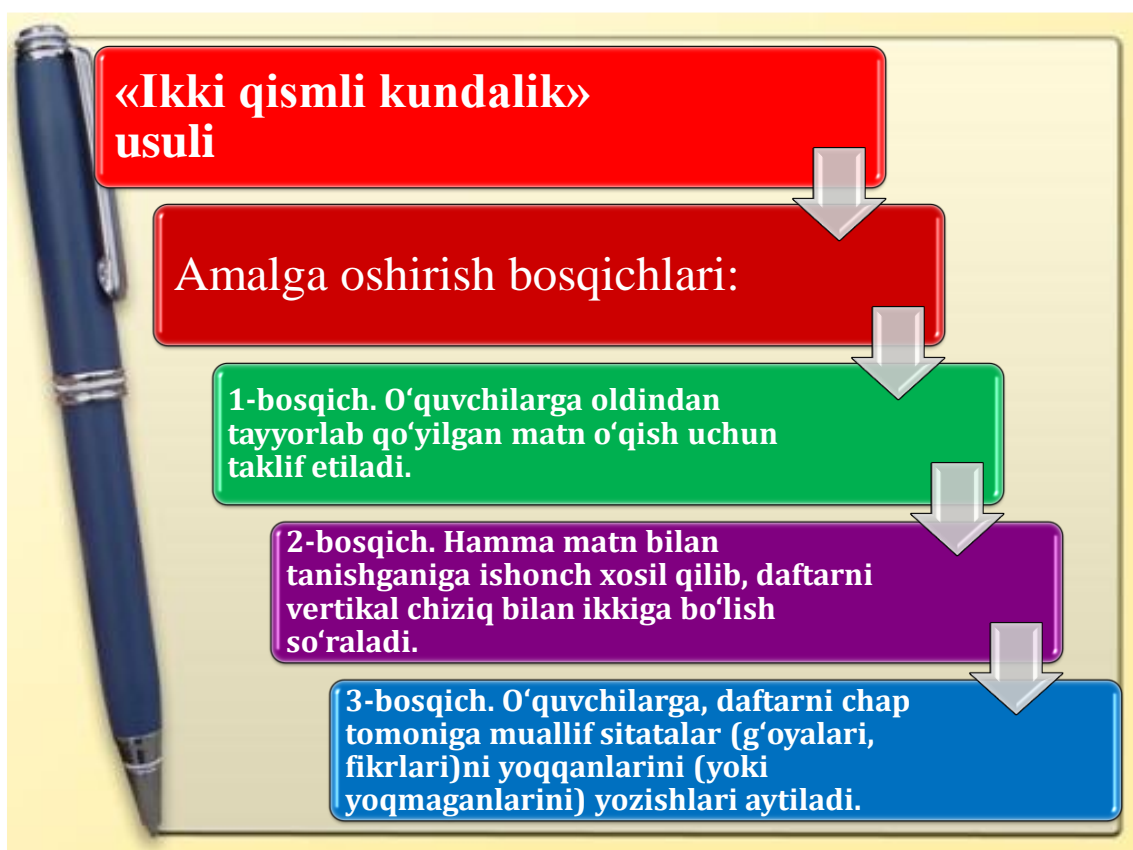 «Ikki qismli kundalik»
usuli
Amalga oshirish bosqichlari:
1-bosqich. O‘quvchilarga oldindan
tayyorlab qo‘yilgan matn o‘qish uchun
taklif etiladi.
2-bosqich. Hamma matn bilan
tanishganiga ishonch xosil qilib, daftarni
vertikal chiziq bilan ikkiga bo‘lish
so‘raladi.
3-bosqich. O‘quvchilarga, daftarni chap
tomoniga muallif sitatalar (g‘oyalari,
fikrlari)ni yoqqanlarini (yoki
yoqmaganlarini) yozishlari aytiladi.